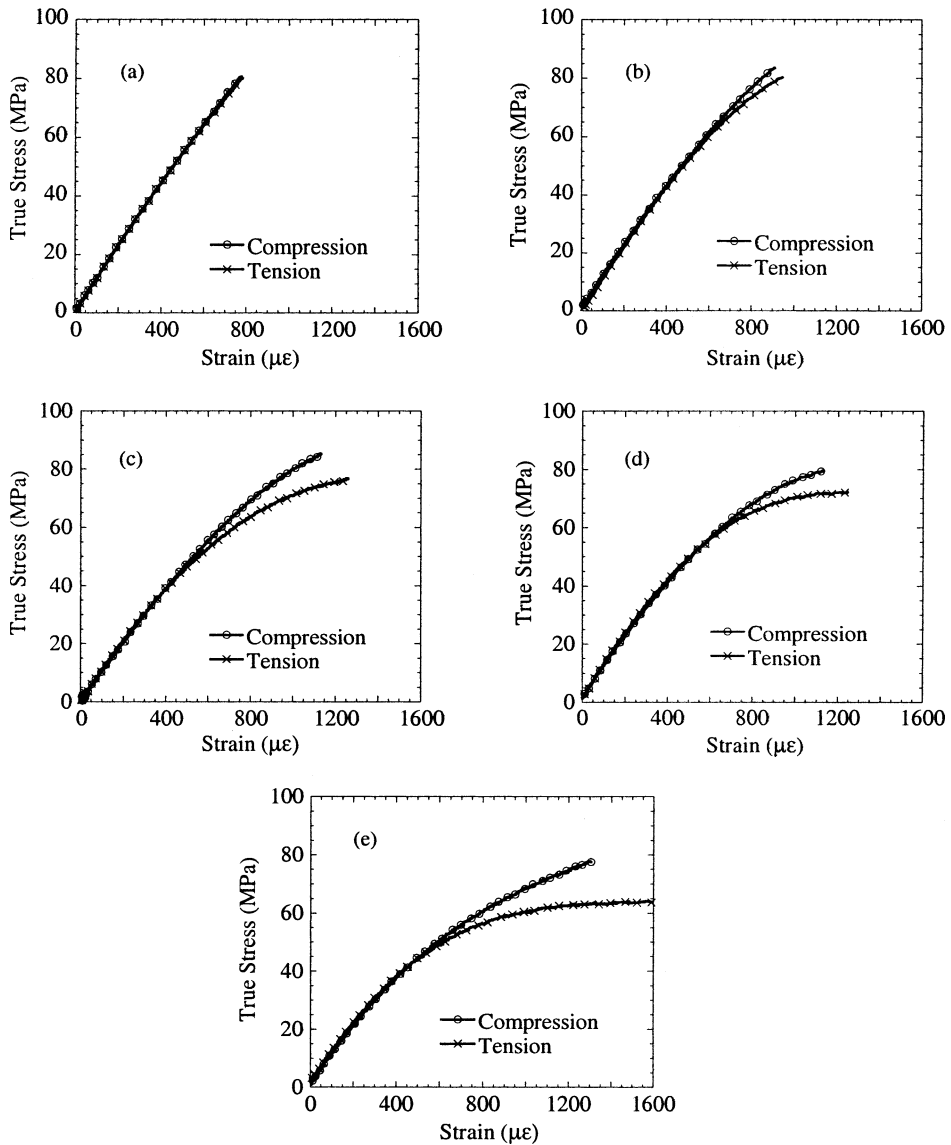 100
80
60
40
20
0
True Stress (MPa)
(a)
Compression
Tension
0 400 800 1200 1600
Strain (με)
100
80
60
40
20
0
True Stress (MPa)
(b)
Compression
Tension
0 400 800 1200 1600
Strain (με)
100
80
60
40
20
0
True Stress (MPa)
(c)
Compression
Tension
0 400 800 1200 1600
Strain (με)
100
80
60
40
20
0
True Stress (MPa)
(d)
Compression
Tension
0 400 800 1200 1600
Strain (με)
100
80
60
40
20
0
True Stress (MPa)
(e)
Compression
Tension
0 400 800 1200 1600
Strain (με)